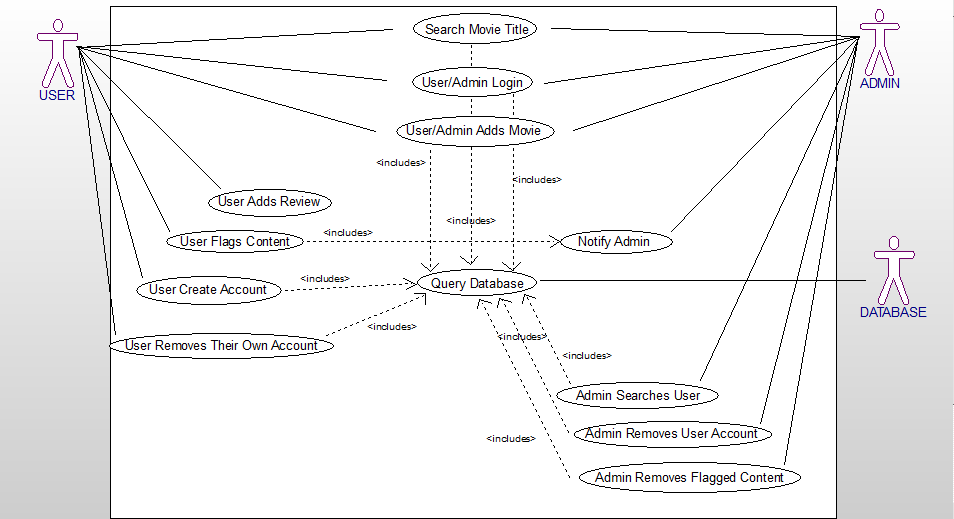 Search Movie Title
USER
ADMIN
User/Admin Login
User/Admin Adds Movie
<includes>
<includes>
User Adds Review
<includes>
<includes>
User Flags Content
Notify Admin
<includes>
User Create Account
Query Database
DATABASE
<includes>
<includes>
User Removes Their Own Account
<includes>
Admin Searches User
Admin Removes User Account
<includes>
Admin Removes Flagged Content